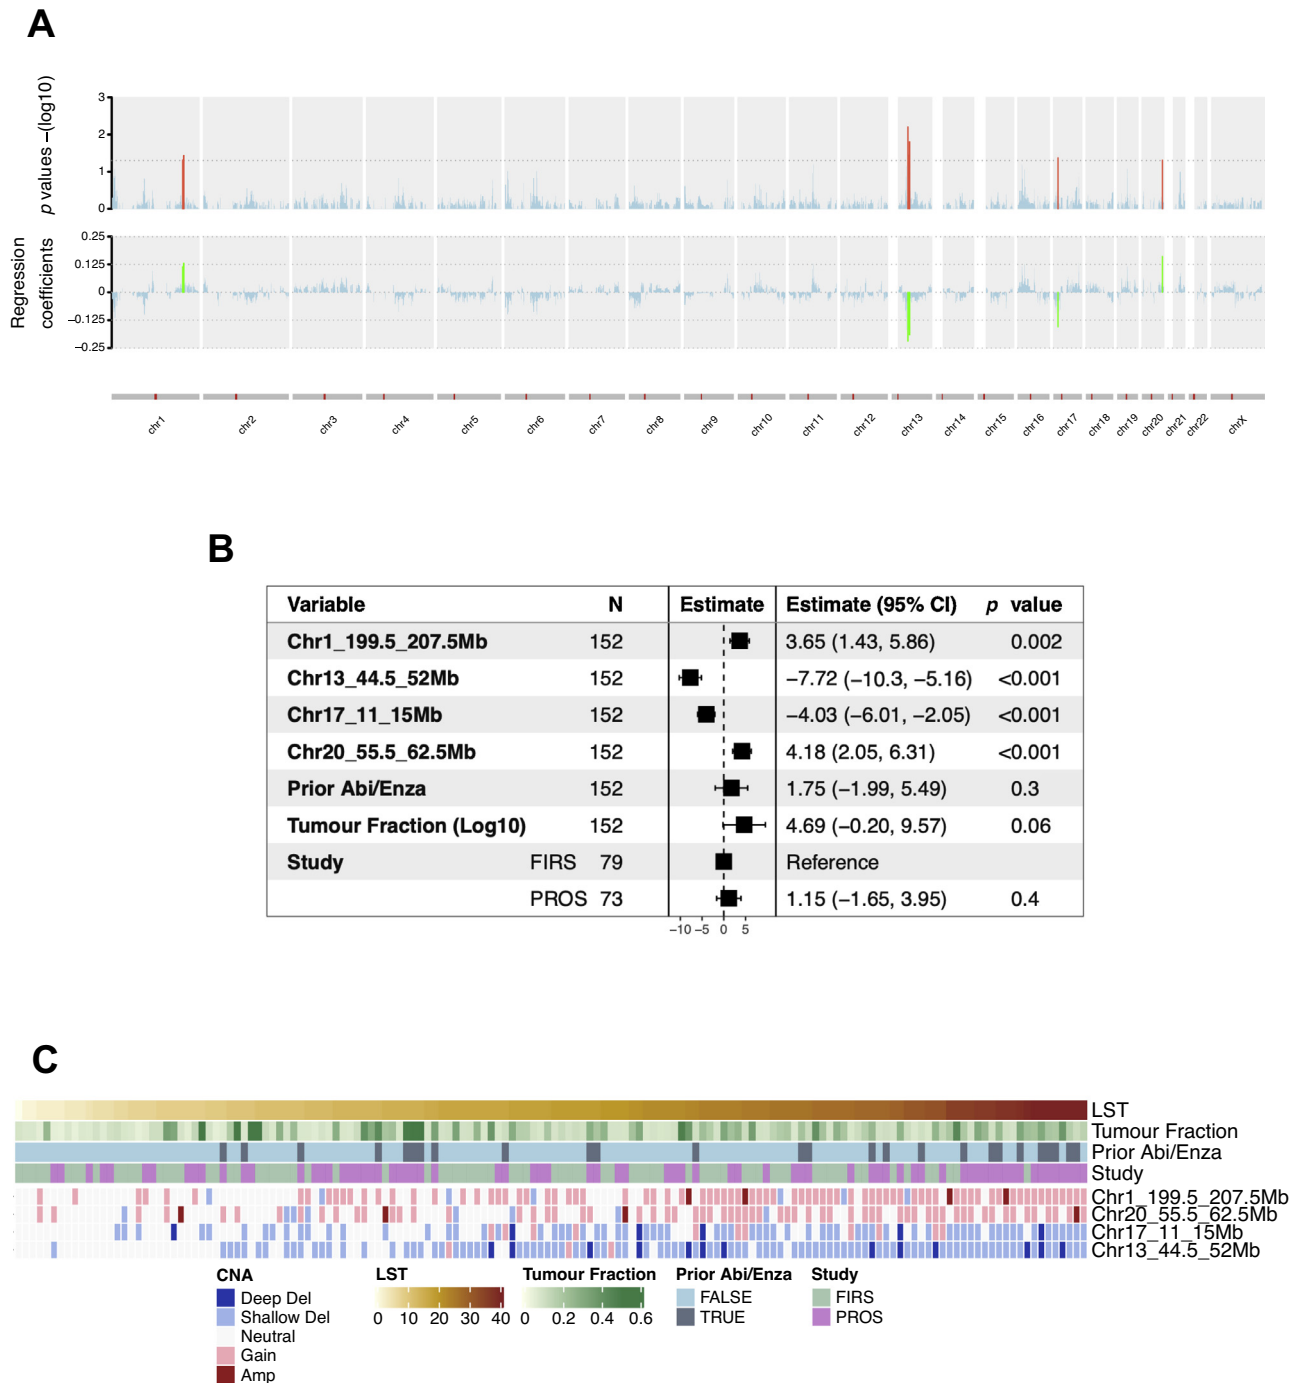 A
p values –(log10)
3
2
1
0
Regression
coefficients
0.25
0.125
0
−0.125
−0.25
chr1 chr2 chr3 chr4 chr5 chr6 chr7 chr8 chr9 chr10 chr11 chr12 chr13 chr14 chr15 chr16 chr17 chr18 chr19 chr20 chr21 chr22 chrX
B
Variable N Estimate Estimate (95% CI) p value
Chr1_199.5_207.5Mb 152 3.65 (1.43, 5.86) 0.002
Chr13_44.5_52Mb 152 −7.72 (−10.3, −5.16) <0.001
Chr17_11_15Mb 152 −4.03 (−6.01, −2.05) <0.001
Chr20_55.5_62.5Mb 152 4.18 (2.05, 6.31) <0.001
Prior Abi/Enza 152 1.75 (−1.99, 5.49) 0.3
Tumour Fraction (Log10) 152 4.69 (−0.20, 9.57) 0.06
Study FIRS 79 Reference
PROS 73 1.15 (−1.65, 3.95) 0.4
−10 −5 0 5
C
LST
Tumour Fraction
Prior Abi/Enza
Study
Chr1_199.5_207.5Mb
Chr20_55.5_62.5Mb
Chr17_11_15Mb
Chr13_44.5_52Mb
CNA LST Tumour Fraction Prior Abi/Enza Study
Deep Del FALSE FIRS
Shallow Del 0 10 20 30 40 0 0.2 0.4 0.6 TRUE PROS
Neutral
Gain
Amp